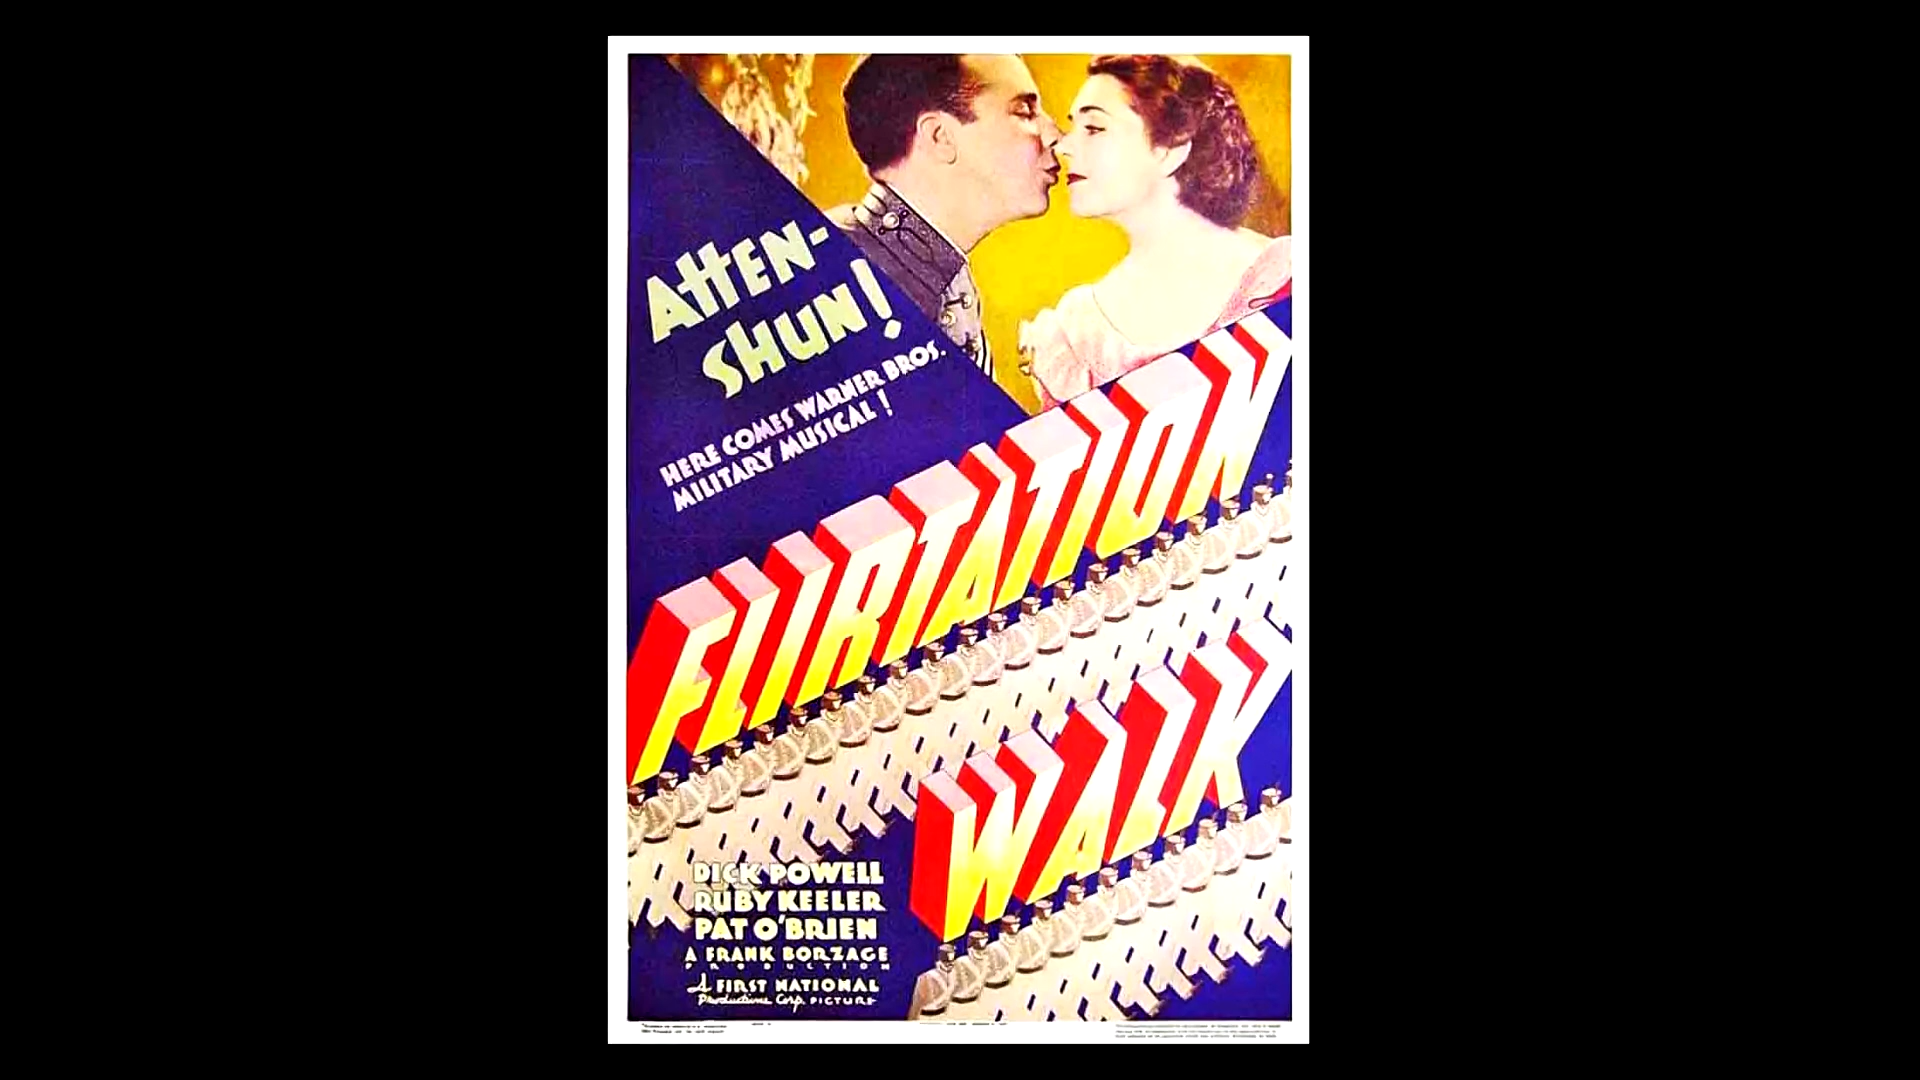 ATTEN-
SHUN!
HERE COMES WARNER BROS.
MILITARY MUSICAL!
FLIRTATION
WALK
DICK POWELL
RUBY KEELER
PAT O'BRIEN
A FRANK BORZAGE
PRODUCTION
A FIRST NATIONAL
Productions Corp. PICTURE